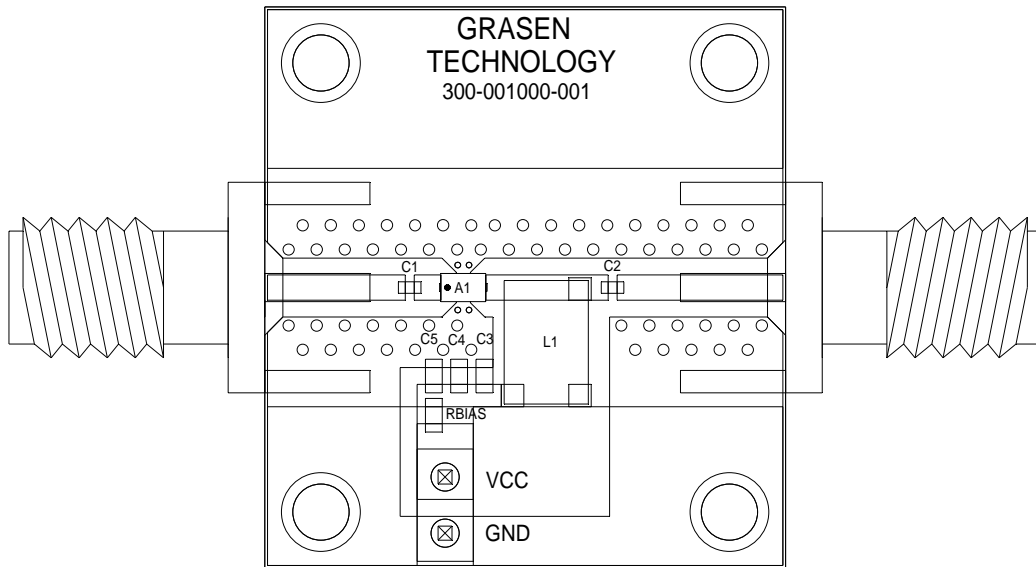 GRASEN
TECHNOLOGY
300-001000-001
C1
A1
C2
C5 C4 C3
L1
RBIAS
VCC
GND